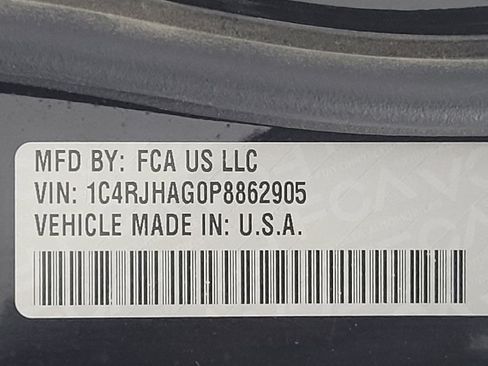 MFD BY: FCA US LLC
VIN: 1C4RJHAG0P8862905
VEHICLE MADE IN: U.S.A.